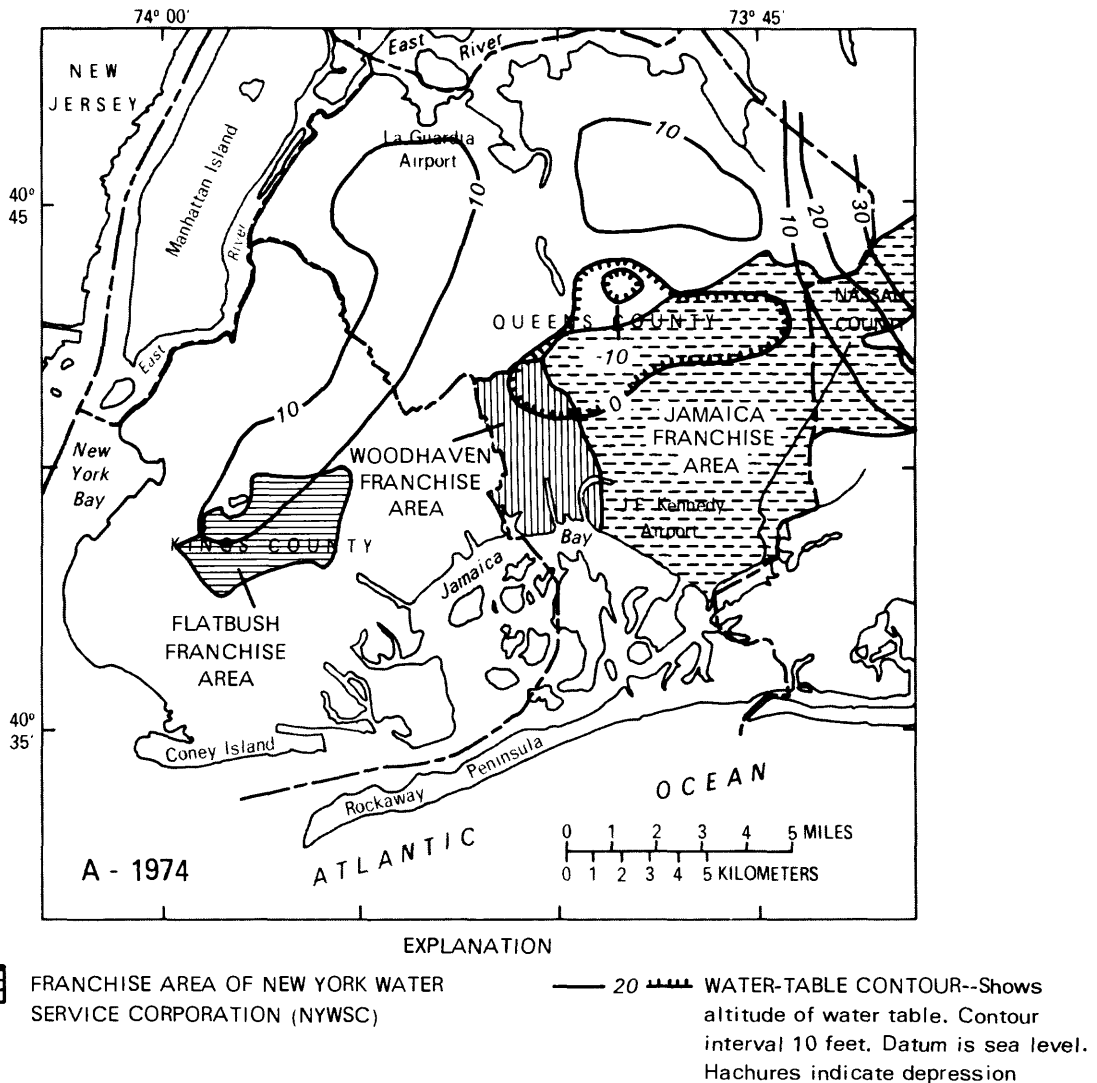 74° 00'
73° 45'
NEW
JERSEY
East River
Manhattan Island
La Guardia
Airport
10
10
40°
45'
River
10
20
30
East
QUEENS COUNTY
NASSAU
COUNTY
-10
0
10
JAMAICA
FRANCHISE
AREA
WOODHAVEN
FRANCHISE
AREA
New
York
Bay
J.F. Kennedy
Airport
KINGS COUNTY
Jamaica Bay
FLATBUSH
FRANCHISE
AREA
40°
35'
Coney Island
Rockaway Peninsula
ATLANTIC OCEAN
0 1 2 3 4 5 MILES
0 1 2 3 4 5 KILOMETERS
A - 1974
EXPLANATION
FRANCHISE AREA OF NEW YORK WATER
SERVICE CORPORATION (NYWSC)
20 WATER-TABLE CONTOUR--Shows
altitude of water table. Contour
interval 10 feet. Datum is sea level.
Hachures indicate depression